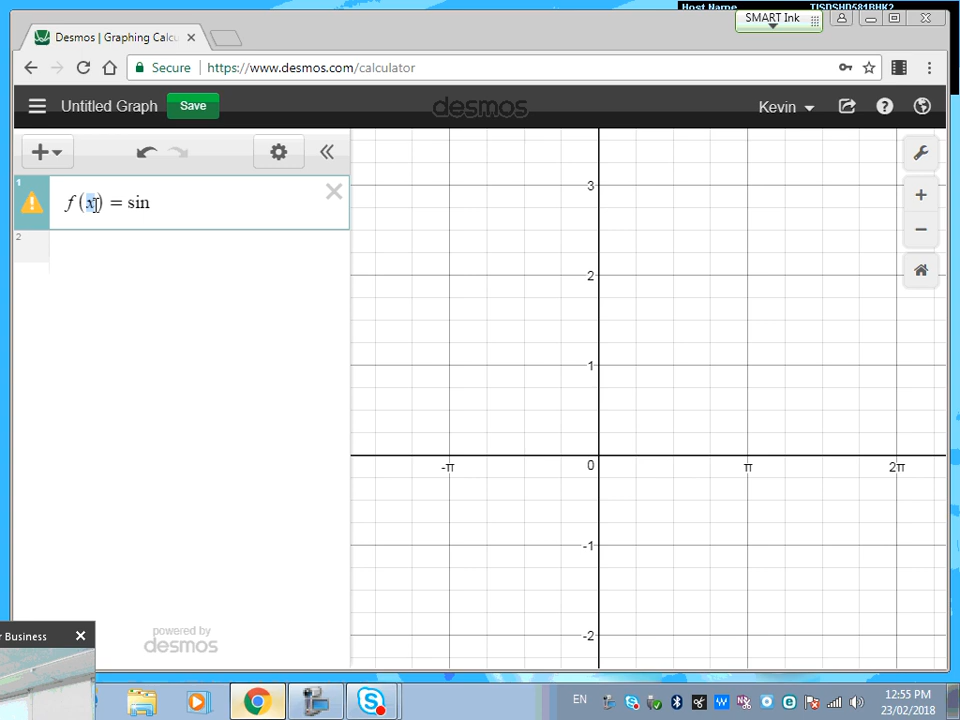 Host Name TISDSHD581BHK2
SMART Ink
Desmos | Graphing Calcu
Secure https://www.desmos.com/calculator
Untitled Graph Save desmos Kevin
1
f(x) = sin
2
3
2
1
-π 0 π 2π
-1
-2
powered by
desmos
r Business
EN
12:55 PM
23/02/2018